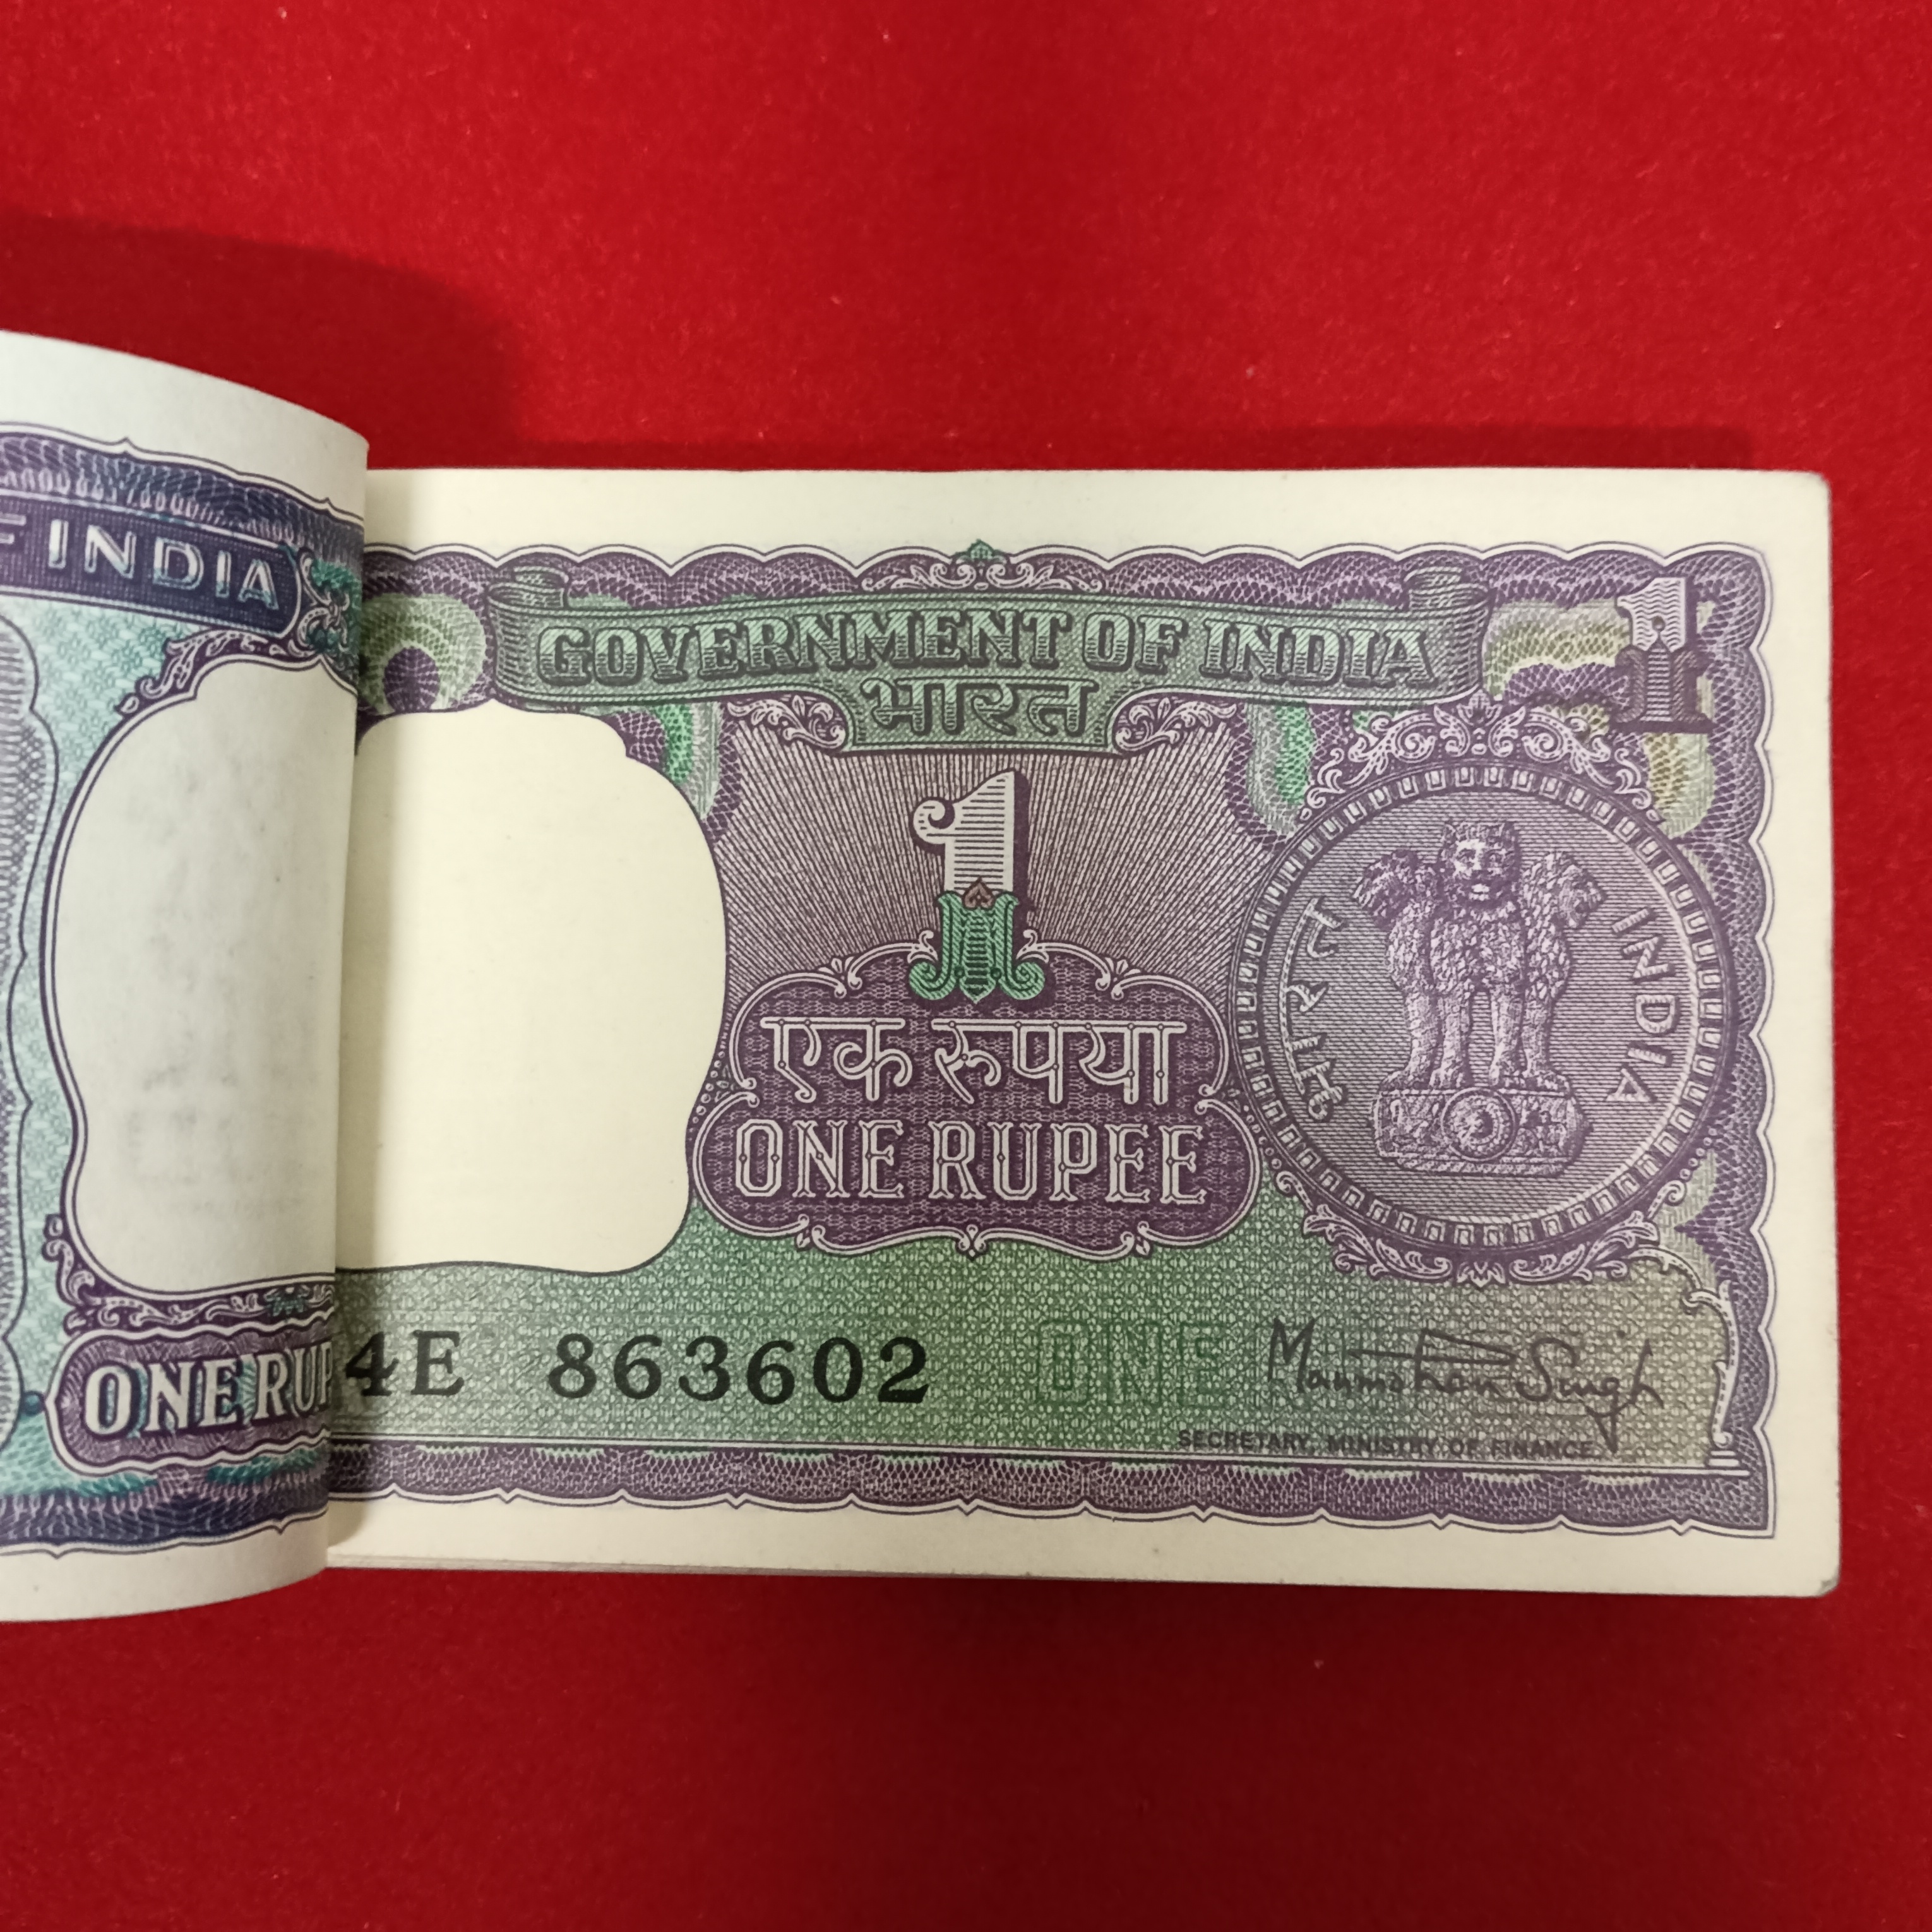 F INDIA
ONE RUP
GOVERNMENT OF INDIA
भारत
1
1
एक रूपया
ONE RUPEE
भारत
INDIA
4E 863602
ONE
Manmohan Singh
SECRETARY, MINISTRY OF FINANCE